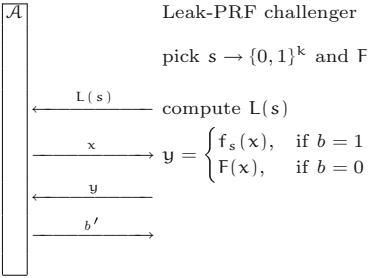 𝒜 Leak-PRF challenger
pick s → {0, 1}^k and F
L(s) compute L(s)
x y = { f_s(x), if b = 1
F(x), if b = 0
y
b′